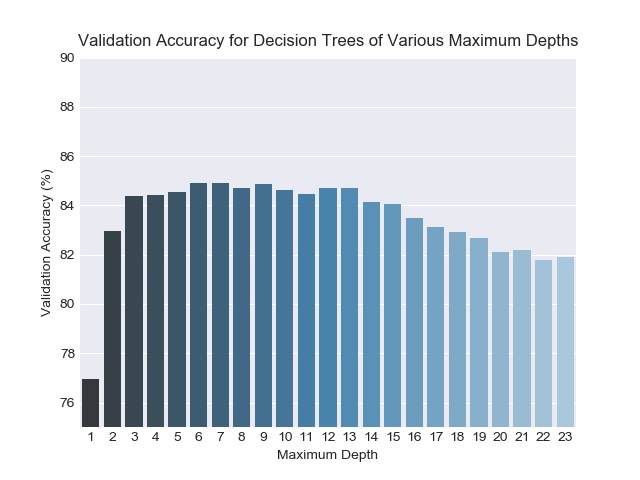 Validation Accuracy for Decision Trees of Various Maximum Depths
90
88
86
84
82
80
78
76
Validation Accuracy (%)
1 2 3 4 5 6 7 8 9 10 11 12 13 14 15 16 17 18 19 20 21 22 23
Maximum Depth